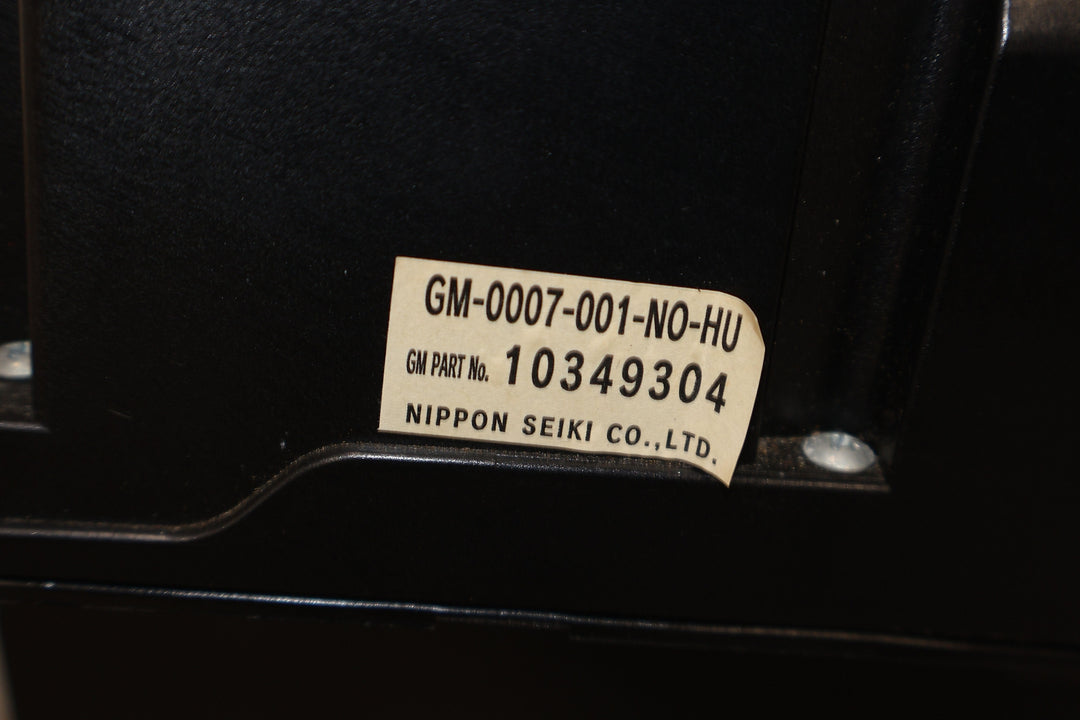 GM-0007-001-NO-HU
GM PART No. 10349304
NIPPON SEIKI CO.,LTD.